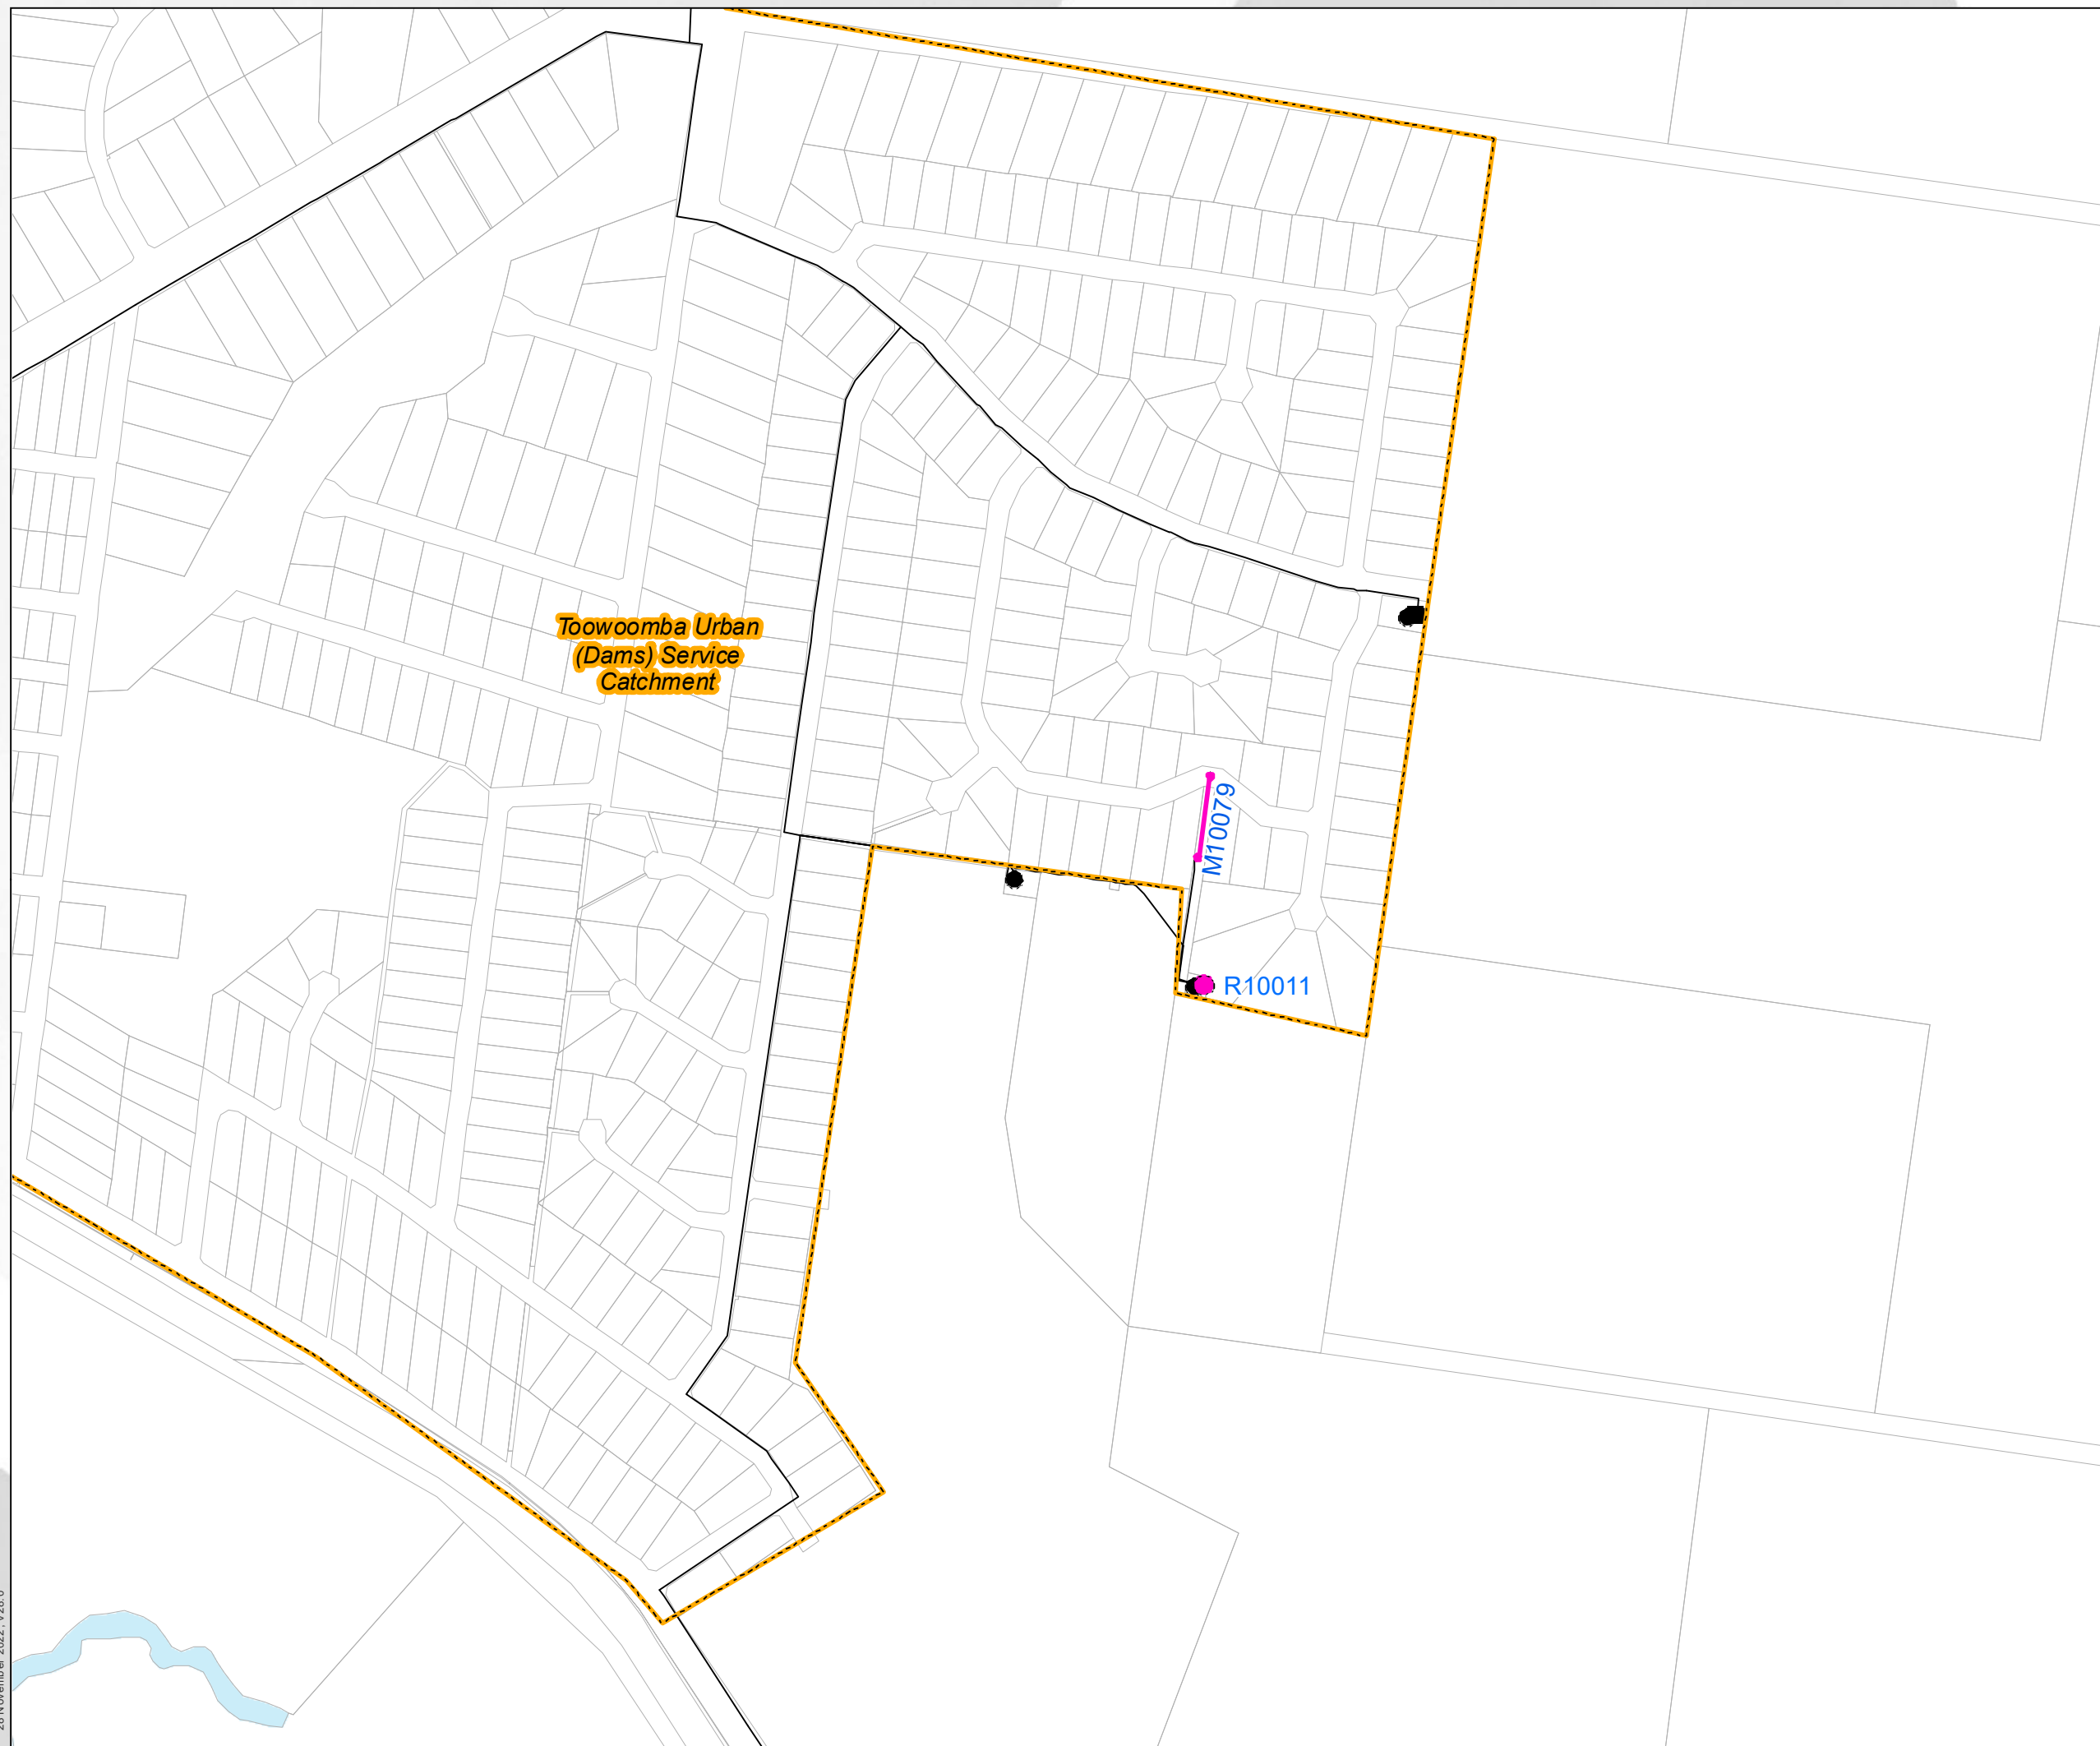 Toowoomba Urban
(Dams) Service
Catchment
M10079
R10011